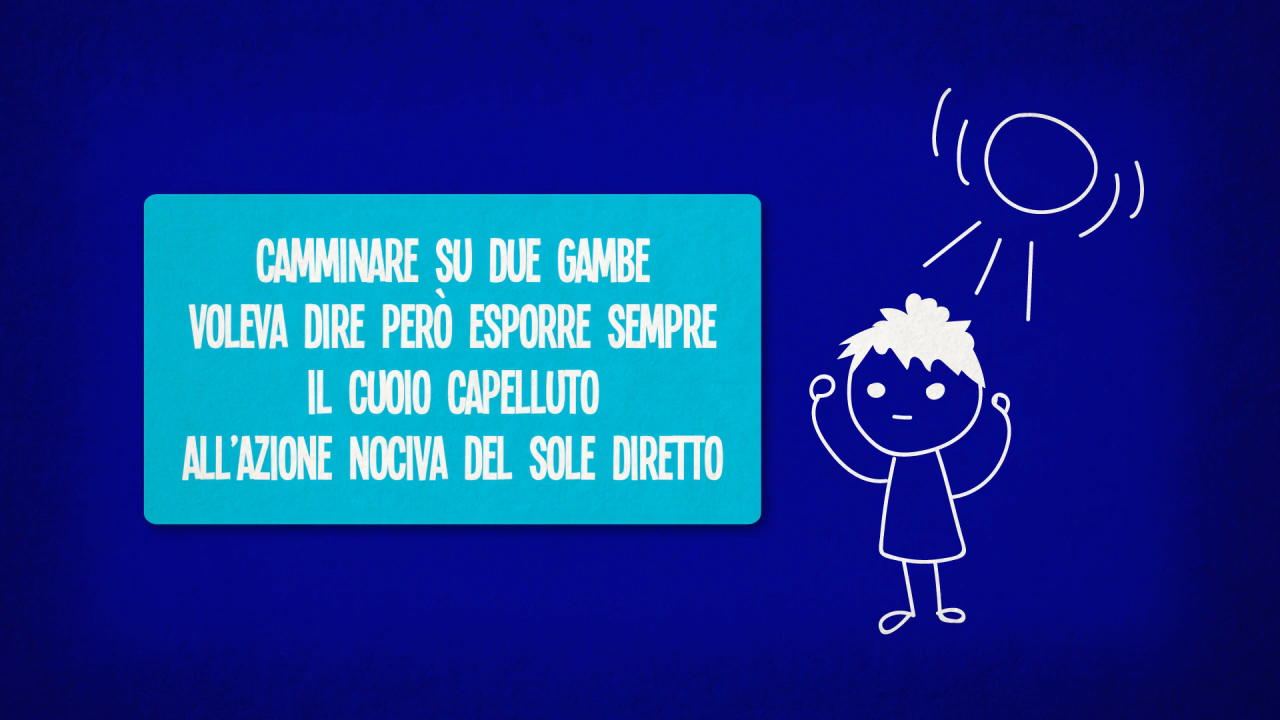 CAMMINARE SU DUE GAMBE
VOLEVA DIRE PERÒ ESPORRE SEMPRE
IL CUOIO CAPELLUTO
ALL'AZIONE NOCIVA DEL SOLE DIRETTO